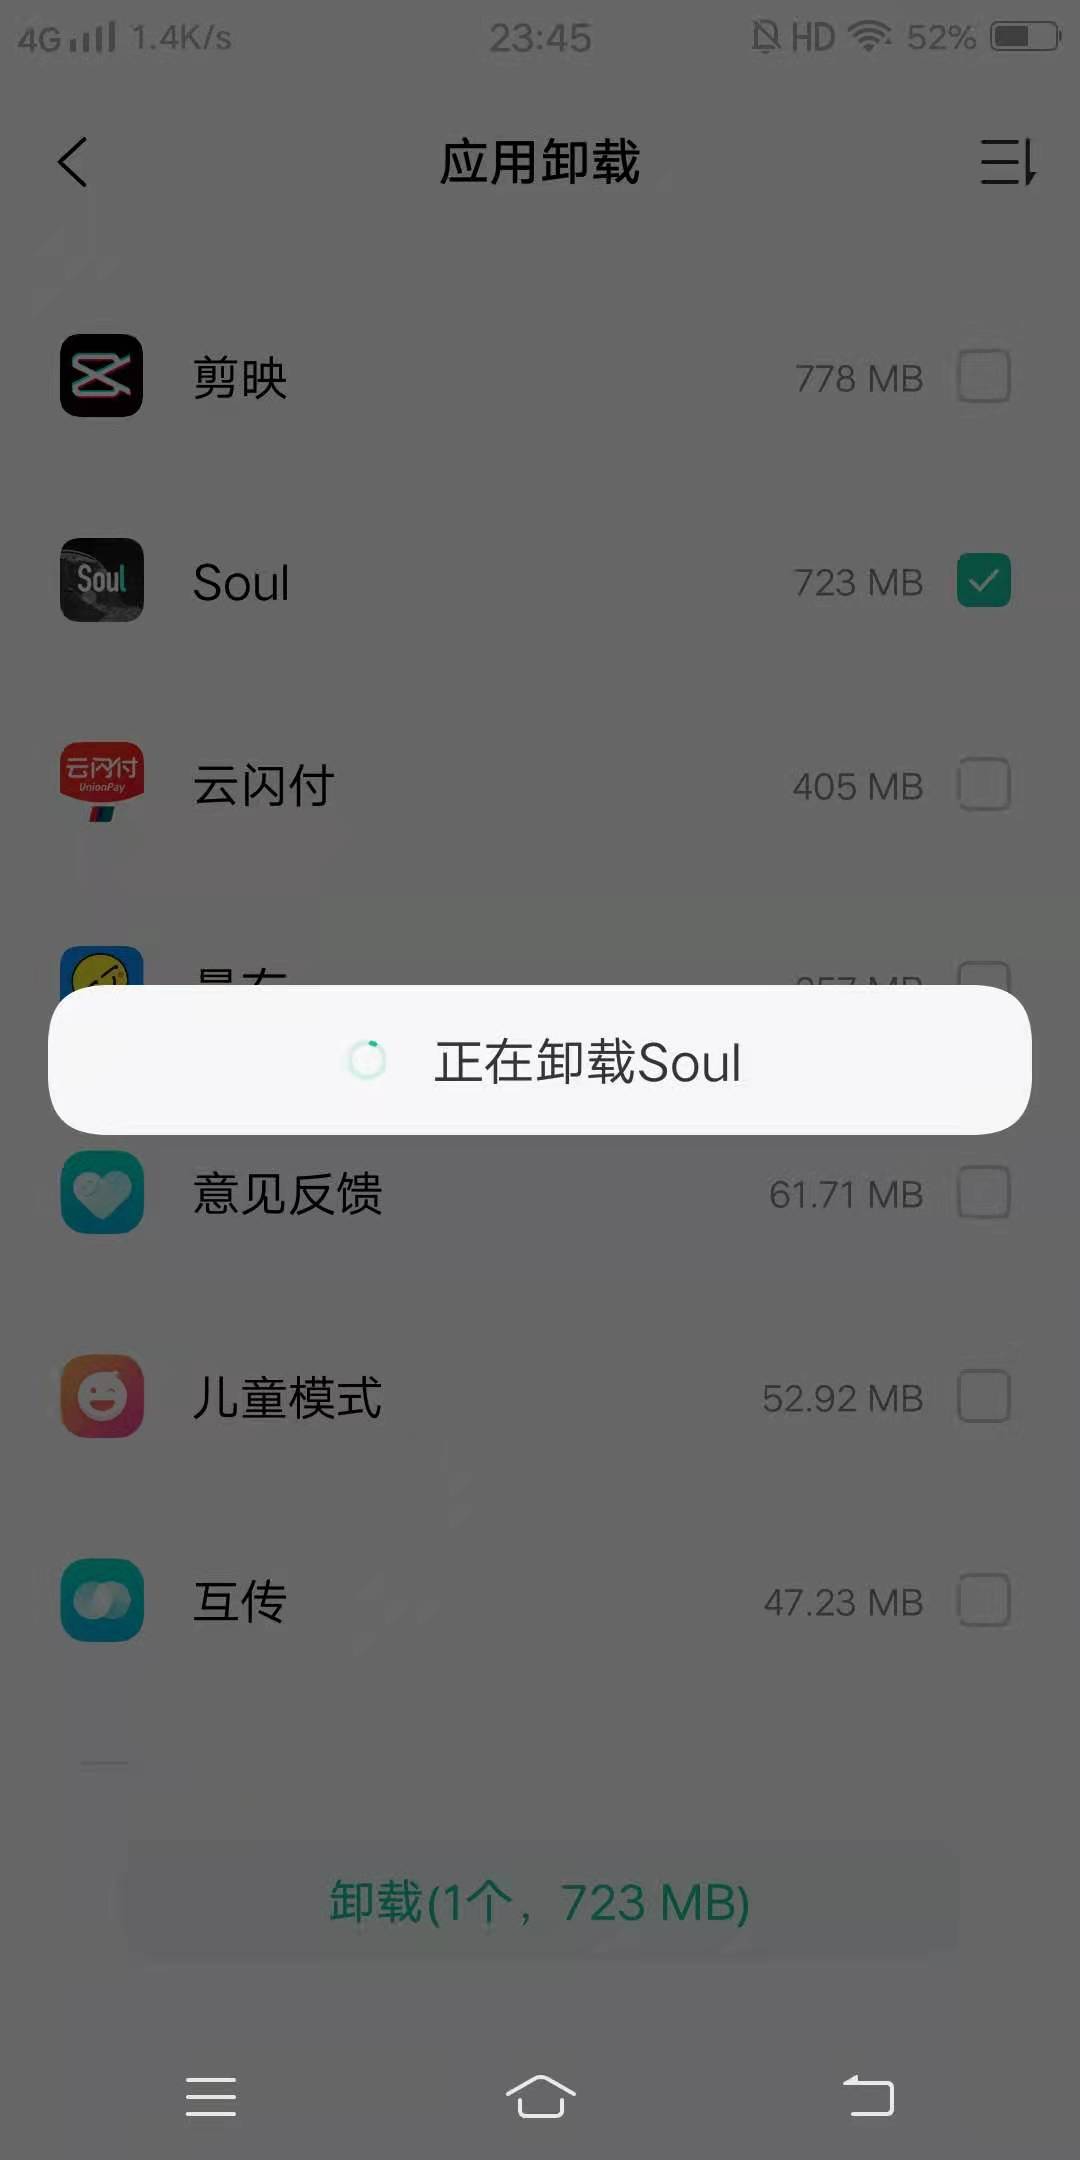 4G 1.4K/s 23:45 HD 52%
应用卸载
剪映 778 MB
Soul
Soul 723 MB
云闪付
UnionPay
云闪付 405 MB
正在卸载Soul
意见反馈 61.71 MB
儿童模式 52.92 MB
互传 47.23 MB
卸载(1个，723 MB)